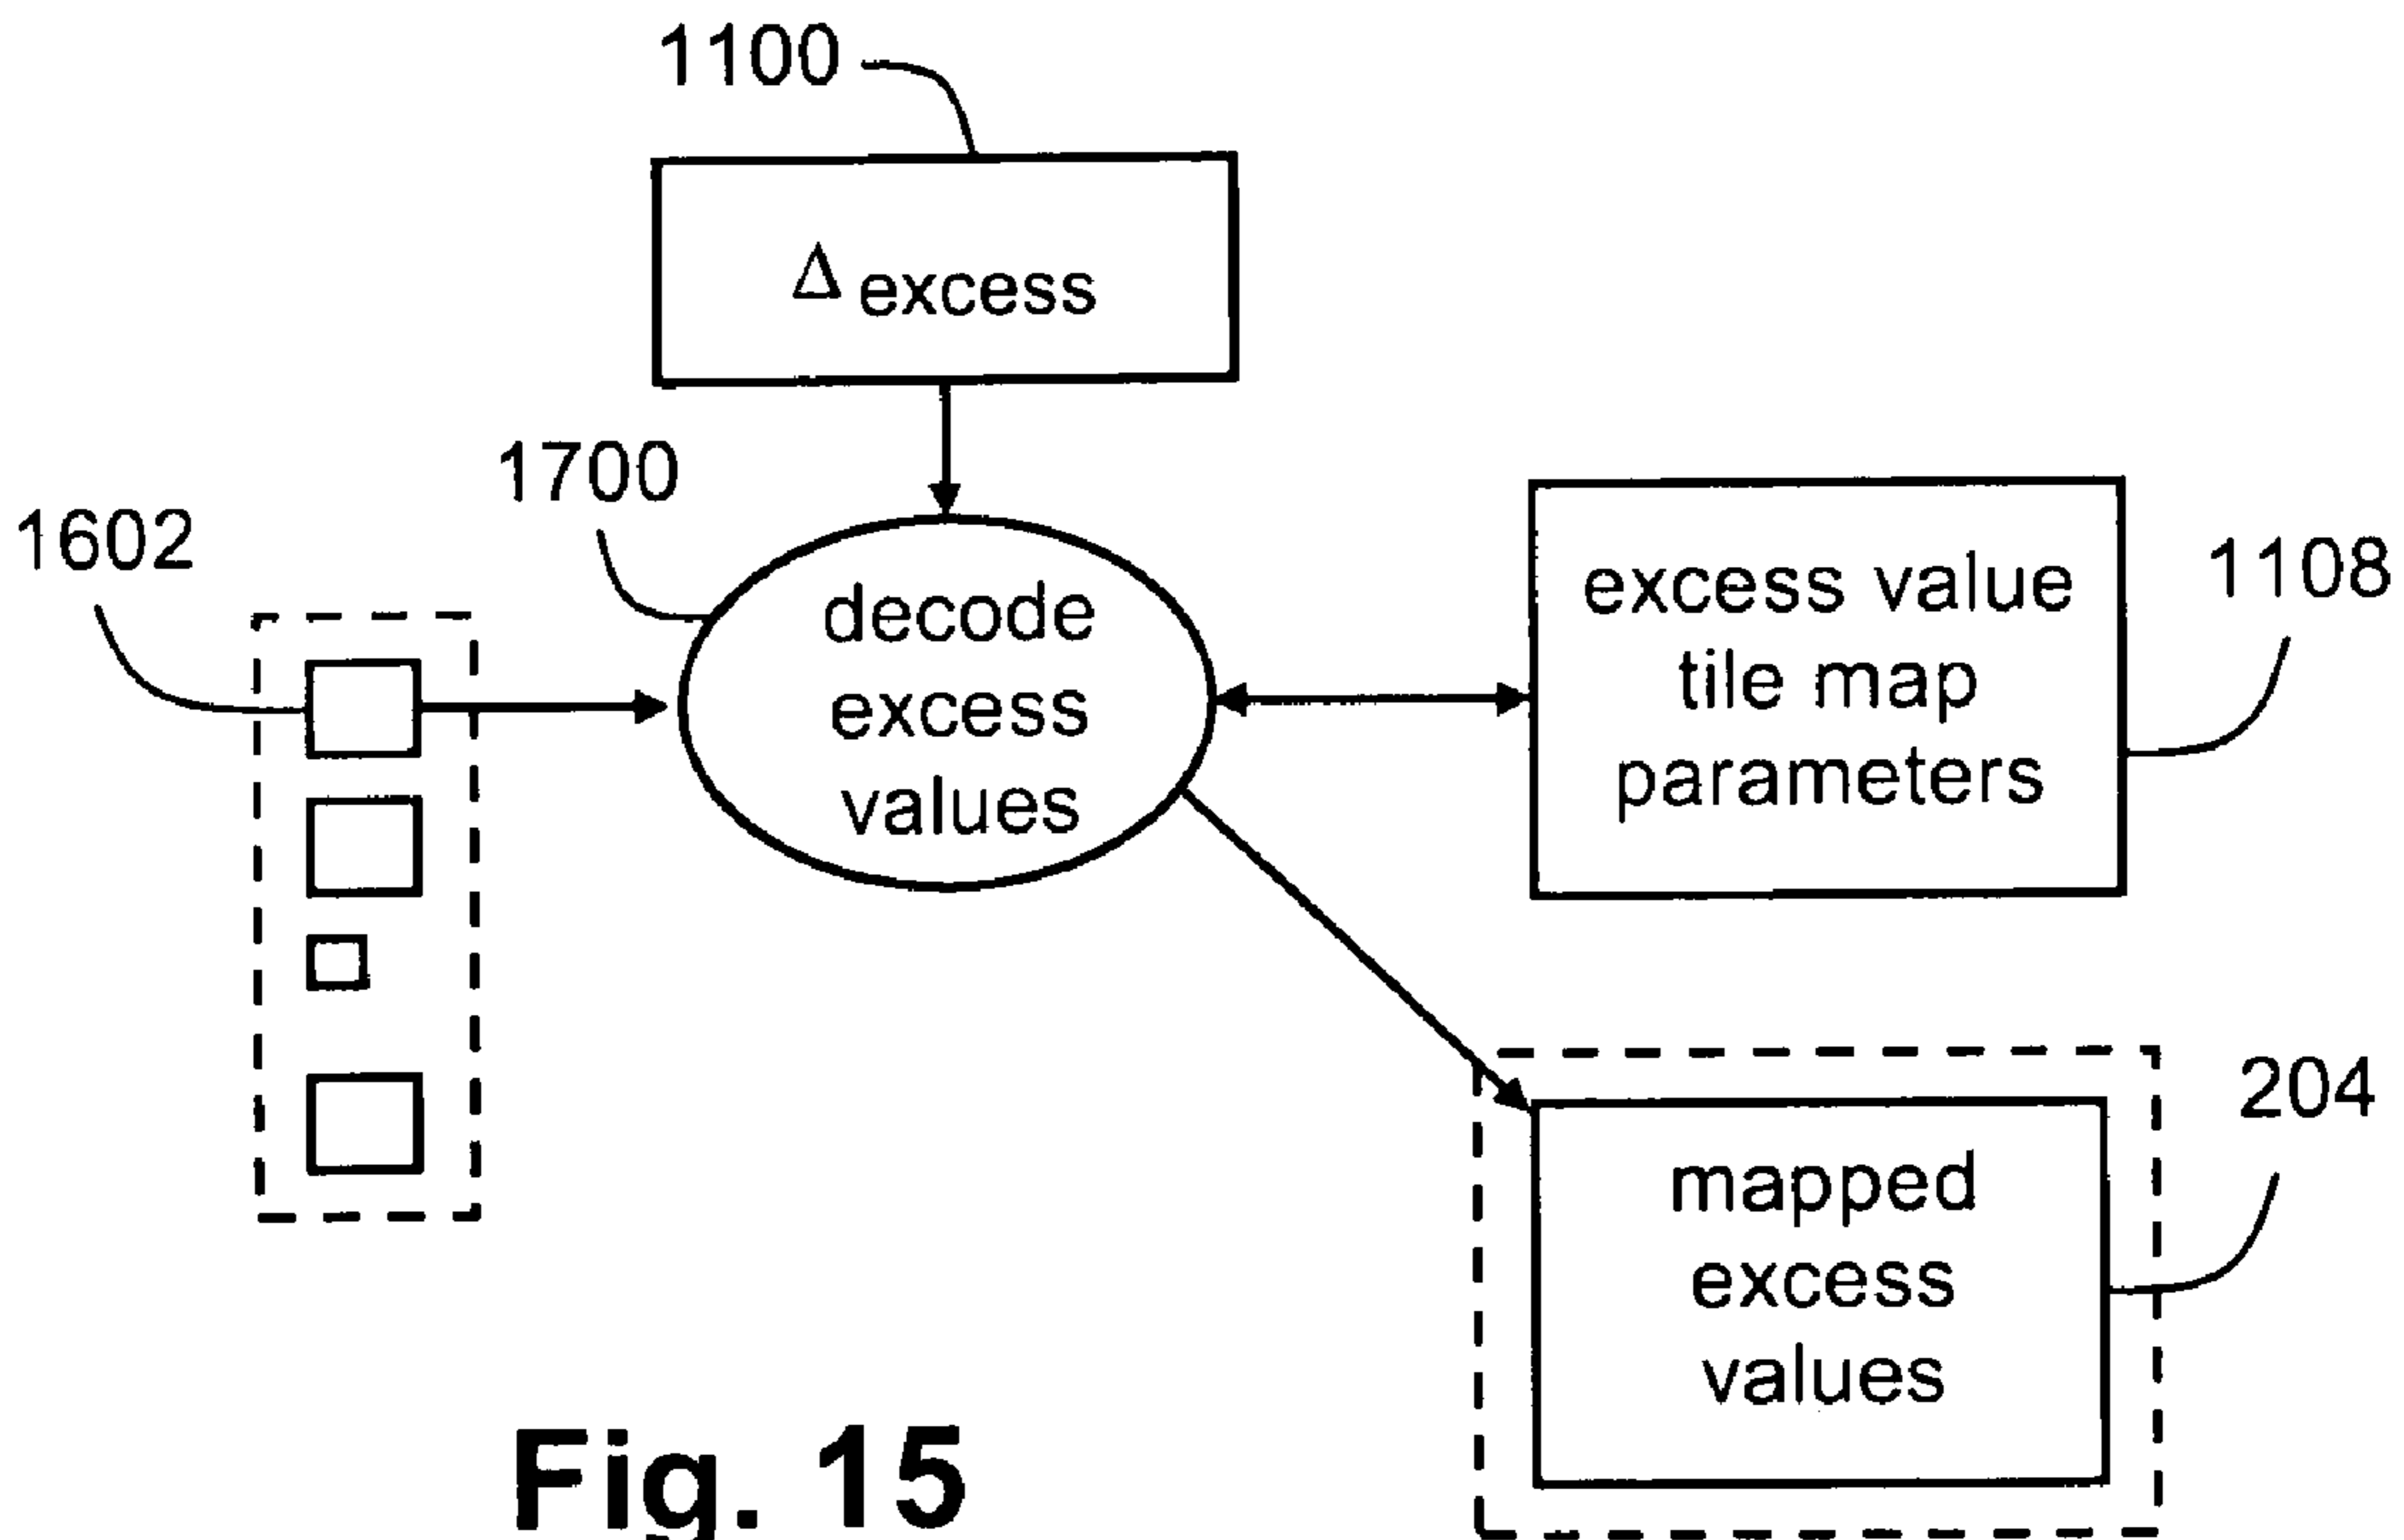 1100
Δ excess
1700
1602
decode
excess
values
excess value
tile map
parameters
1108
204
mapped
excess
values
Fig. 15